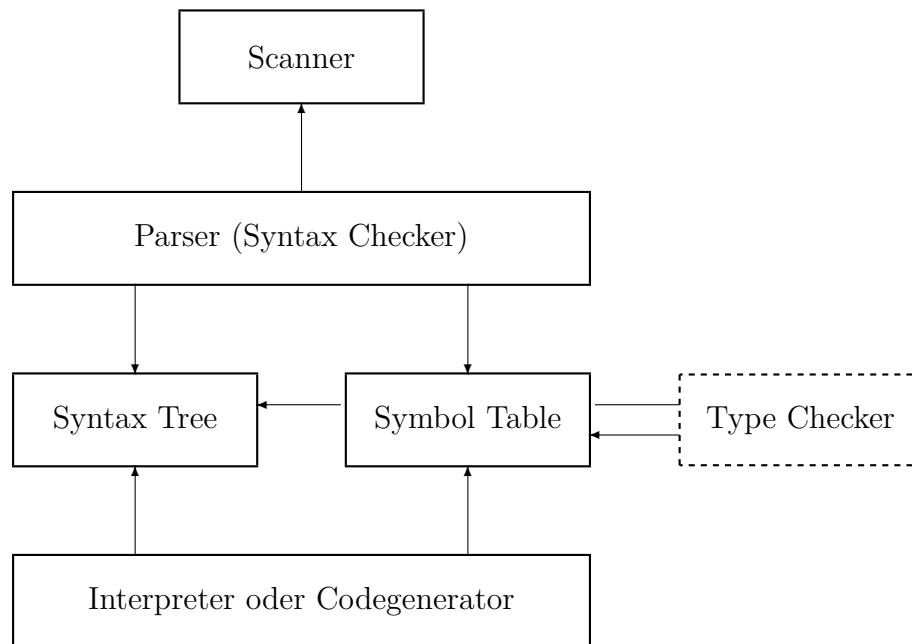 Scanner
Parser (Syntax Checker)
Syntax Tree
Symbol Table
Type Checker
Interpreter oder Codegenerator